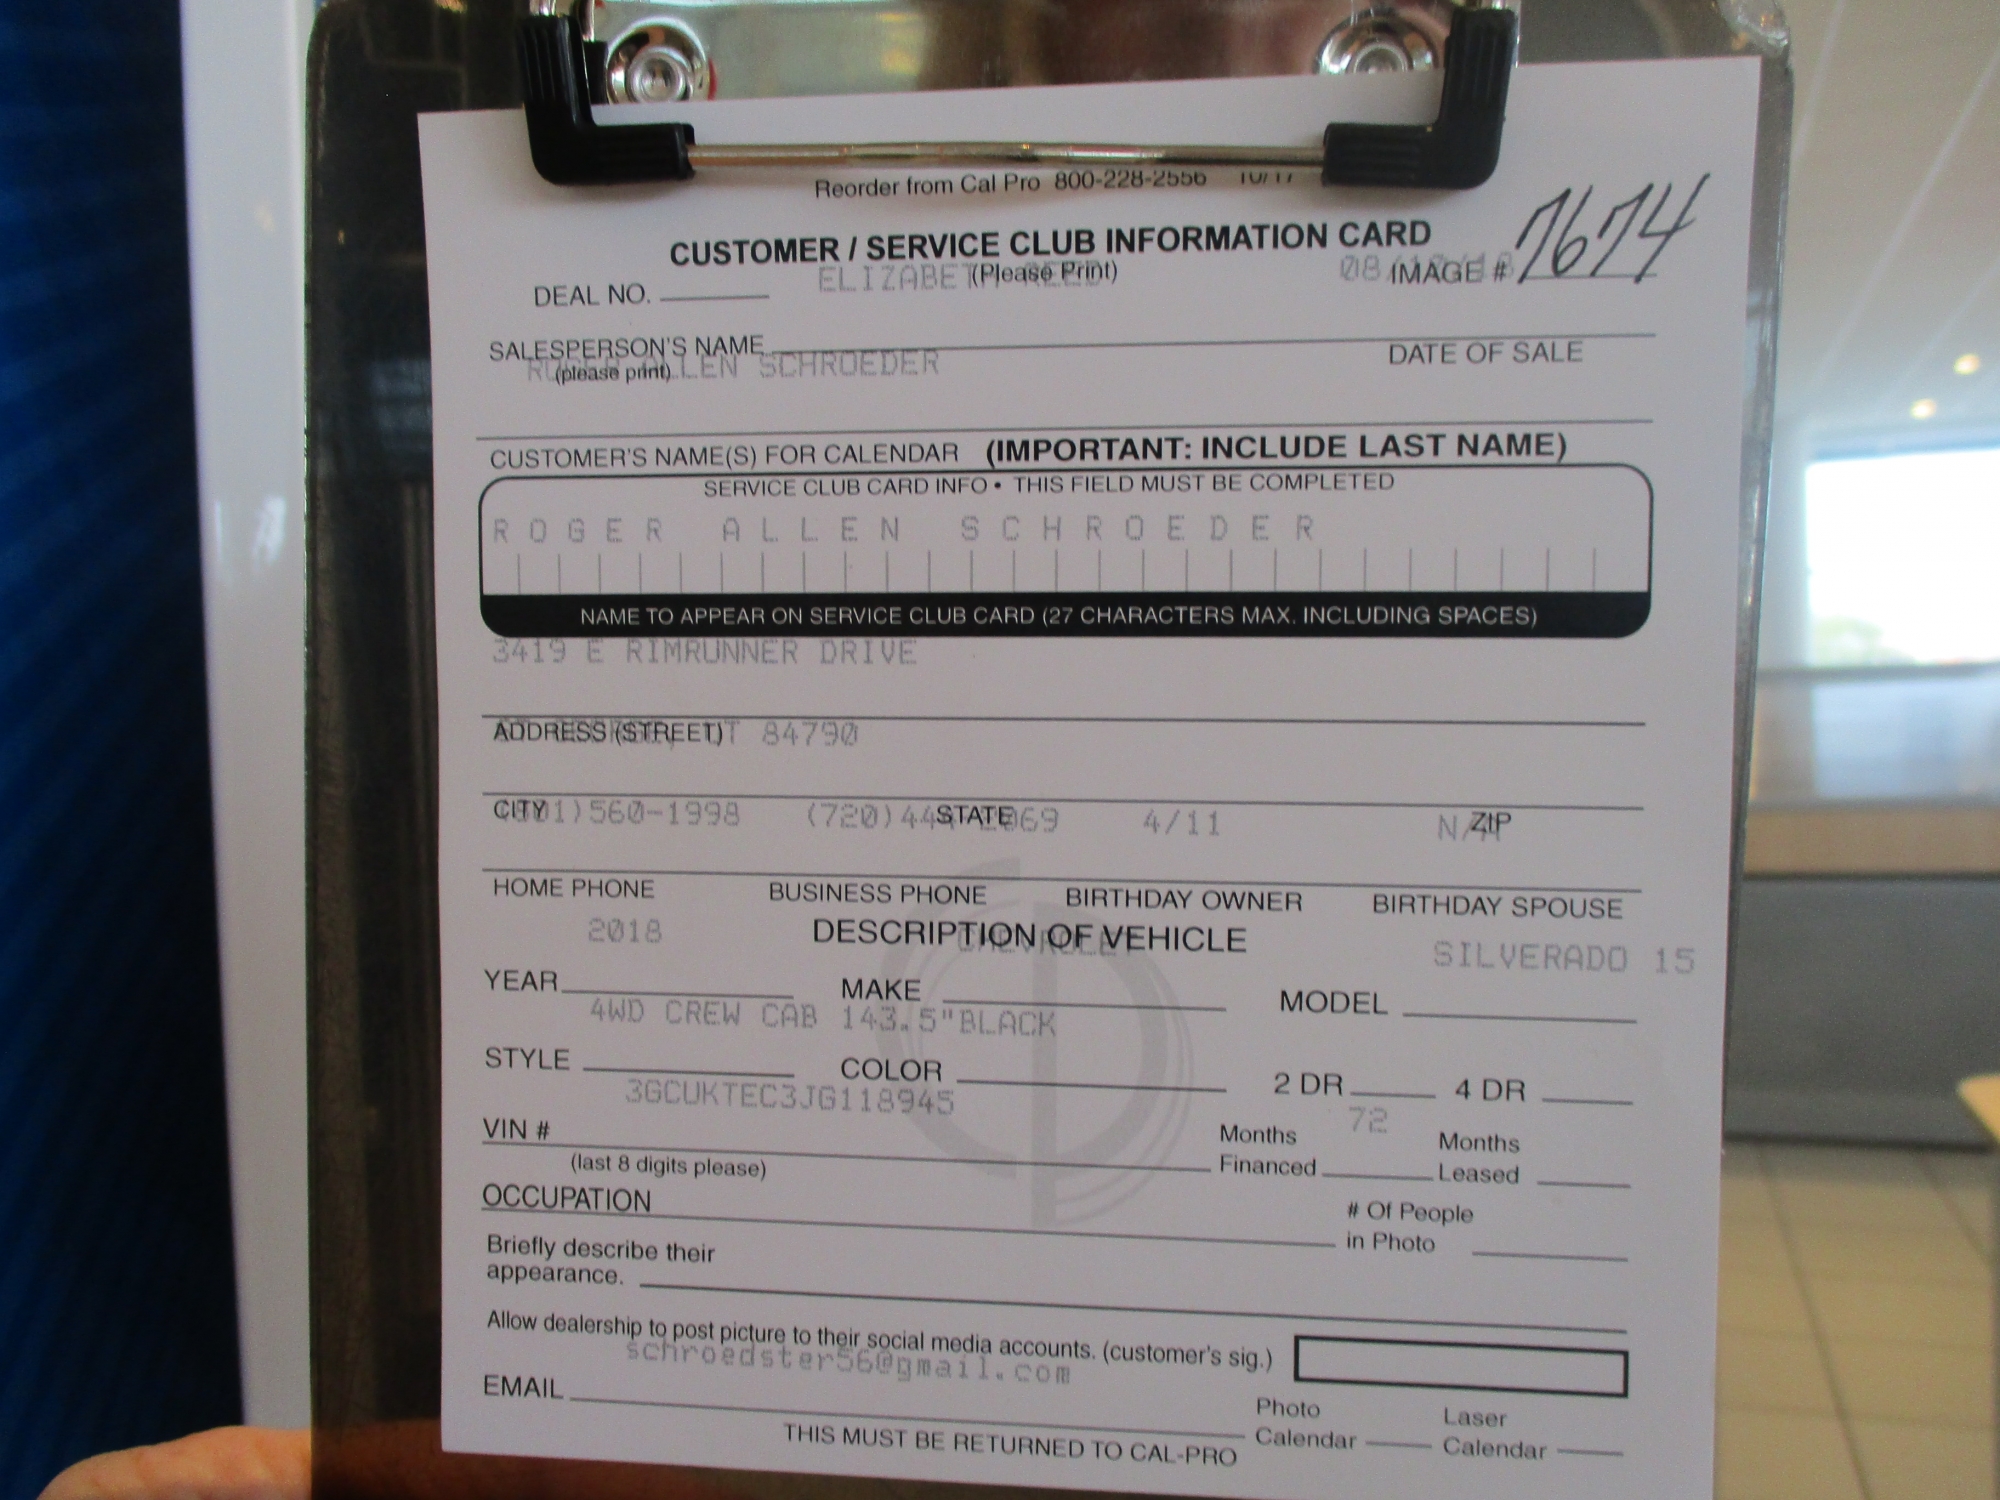 Reorder from Cal Pro 800-228-2556 10/17
CUSTOMER / SERVICE CLUB INFORMATION CARD
ELIZABET (Please Print)
DEAL NO. IMAGE # 7674
SALESPERSON'S NAME DATE OF SALE
(please print)
ROGER ALLEN SCHROEDER
CUSTOMER'S NAME(S) FOR CALENDAR (IMPORTANT: INCLUDE LAST NAME)
SERVICE CLUB CARD INFO • THIS FIELD MUST BE COMPLETED
ROGER ALLEN SCHROEDER
NAME TO APPEAR ON SERVICE CLUB CARD (27 CHARACTERS MAX. INCLUDING SPACES)
3419 E RIMRUNNER DRIVE
ADDRESS (STREET) UT 84790
CITY STATE ZIP
560-1998 (720) 4/11 N/A
HOME PHONE BUSINESS PHONE BIRTHDAY OWNER BIRTHDAY SPOUSE
DESCRIPTION OF VEHICLE
2018 CHEVROLET SILVERADO 15
YEAR MAKE MODEL
4WD CREW CAB 143.5"BLACK
STYLE COLOR 2 DR 4 DR
3GCUKTEC3JG118945 72
VIN # Months Financed Months Leased
(last 8 digits please)
OCCUPATION # Of People in Photo
Briefly describe their
appearance.
Allow dealership to post picture to their social media accounts. (customer's sig.)
schroedster56@gmail.com
EMAIL Photo Calendar Laser Calendar
THIS MUST BE RETURNED TO CAL-PRO